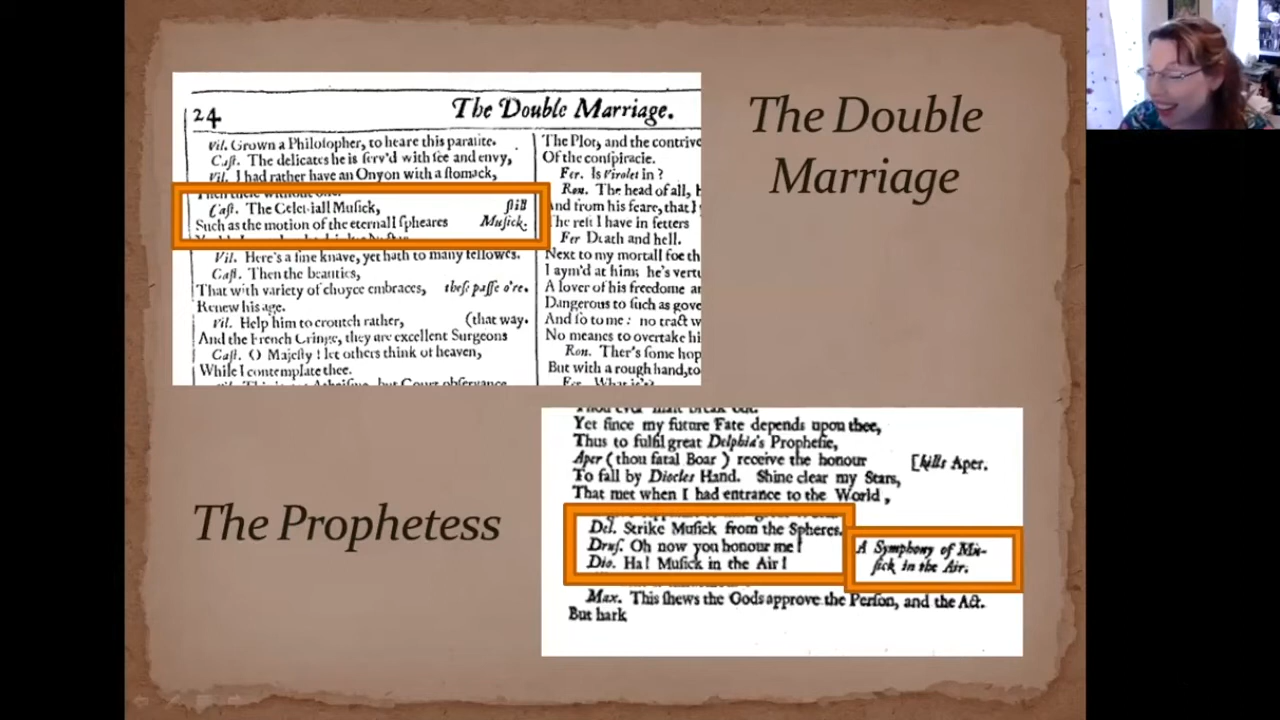 24 The Double Marriage.
Vil. Grown a Philoſopher, to hear this paraſite.
Caſt. The delicates he is ſerv'd with ſee and envy,
Vil. I had rather have an Onyon with a ſtomack,
Caſt. The Celeſtiall Muſick, ſtill
Such as the motion of the eternall ſpheares Muſick.
Vil. Here's a fine knave, yet hath to many fellowes.
Caſt. Then the beauties,
That with variety of choyce embraces, theſe paſſe o're.
Renew his age.
Vil. Help him to croutch rather, (that way.
And the French Cringe, they are excellent Surgeons
Caſt. O Majeſty! let others think of heaven,
While I contemplate thee.
The Plot, and the contrive
Of the conſpiracie.
Fer. Is Virolet in?
Ron. The head of all, h
And from his feare, that I
The reſt I have in fetters
Fer Death and hell.
Next to my mortall foe th
I aym'd at him; he's vertu
A lover of his freedome an
Dangerous to ſuch as gove
And ſo to me: no tract w
No meanes to overtake hi
Ron. Ther's ſome hop
But with a rough hand, to
Fer. What is't?
The Double
Marriage
The Prophetess
Yet ſince my future Fate depends upon thee,
Thus to fulfil great Delphia's Propheſie,
Aper (thou fatal Boar) receive the honour [kills Aper.
To fall by Diocles Hand. Shine clear my Stars,
That met when I had entrance to the World,
Del. Strike Muſick from the Spheres.
Druſ. Oh now you honour me!
Dio. Ha! Muſick in the Air!
A Symphony of Mu-
ſick in the Air.
Max. This ſhews the Gods approve the Perſon, and the Act.
But hark